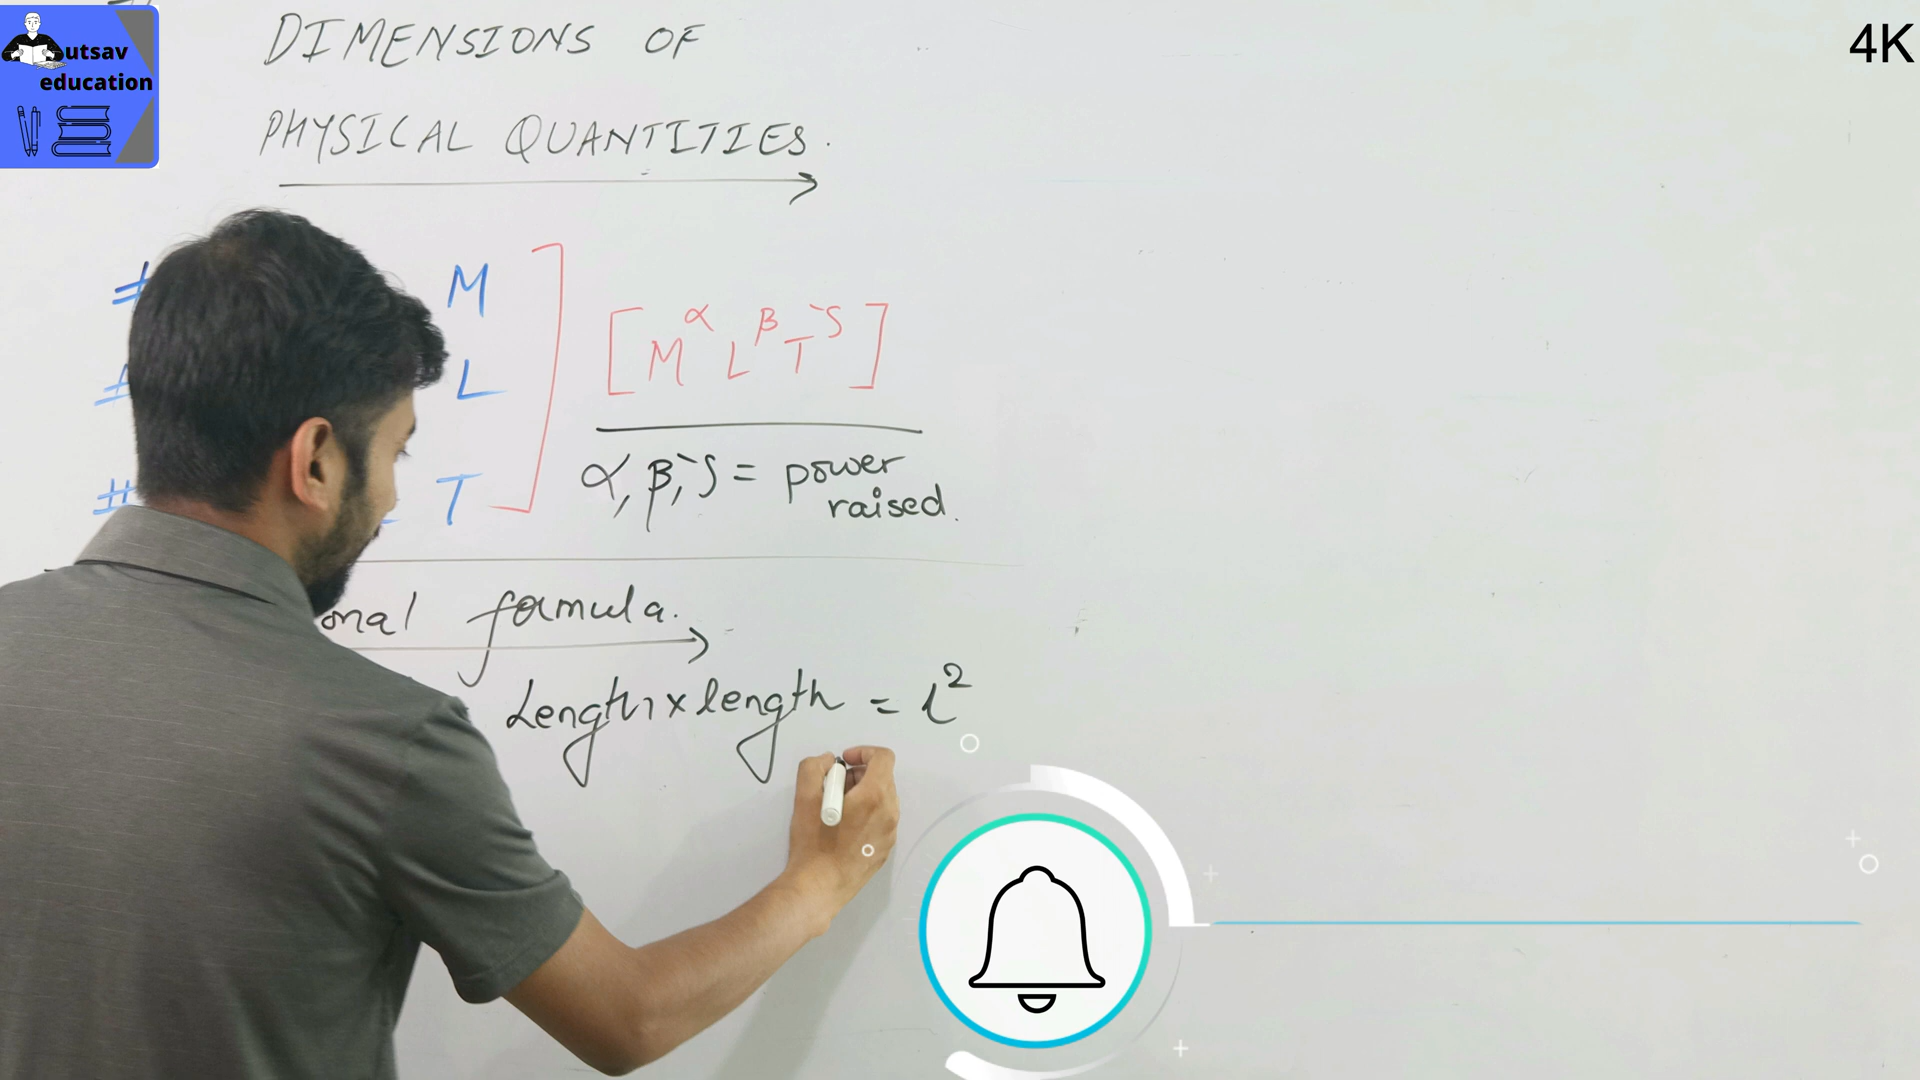 utsav
education
4K
DIMENSIONS OF
PHYSICAL QUANTITIES.
# M
# L
# T
[M^α L^β T^δ]
α, β, δ = power
raised.
onal formula.
Length x length = l²